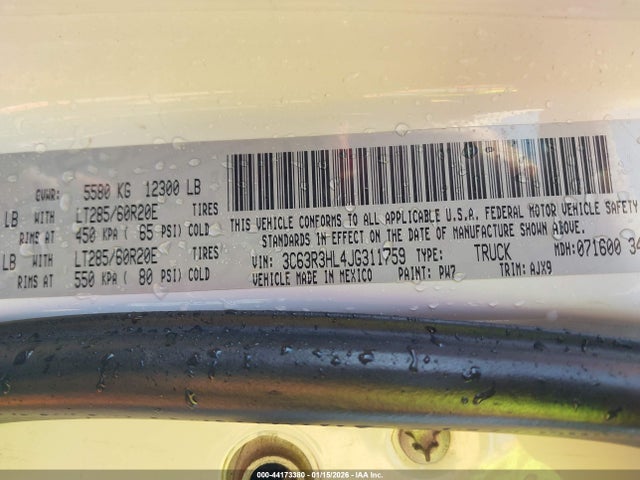 GVWR: 5580 KG 12300 LB
LB WITH LT285/60R20E TIRES
RIMS AT 450 KPA ( 65 PSI) COLD
LB WITH LT285/60R20E TIRES
RIMS AT 550 KPA ( 80 PSI) COLD
THIS VEHICLE CONFORMS TO ALL APPLICABLE U.S.A. FEDERAL MOTOR VEHICLE SAFETY
STANDARDS IN EFFECT ON THE DATE OF MANUFACTURE SHOWN ABOVE.
VIN: 3C63R3HL4JG311759 TYPE: TRUCK MDH: 071600 34
VEHICLE MADE IN MEXICO PAINT: PW7 TRIM: AJX9
000-44173380 - 01/15/2026 - IAA Inc.